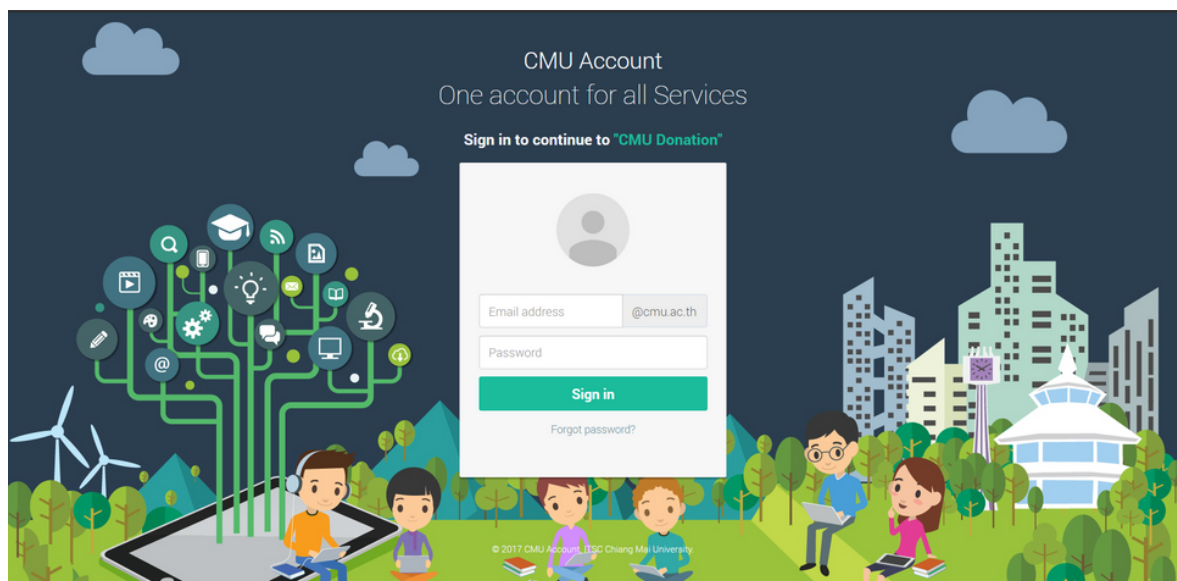 CMU Account
One account for all Services
Sign in to continue to "CMU Donation"
Email address @cmu.ac.th
Password
Sign in
Forgot password?
© 2017 CMU Account, ITSC Chiang Mai University.